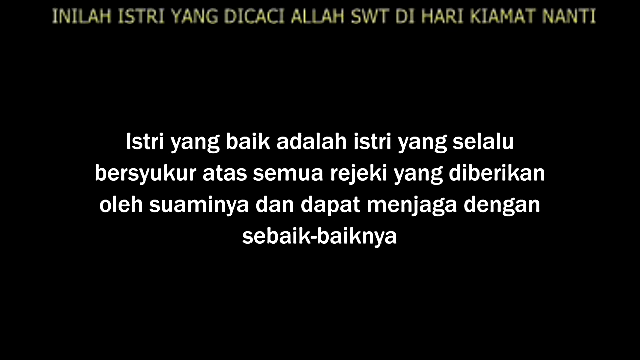 INILAH ISTRI YANG DICACI ALLAH SWT DI HARI KIAMAT NANTI
Istri yang baik adalah istri yang selalu
bersyukur atas semua rejeki yang diberikan
oleh suaminya dan dapat menjaga dengan
sebaik-baiknya